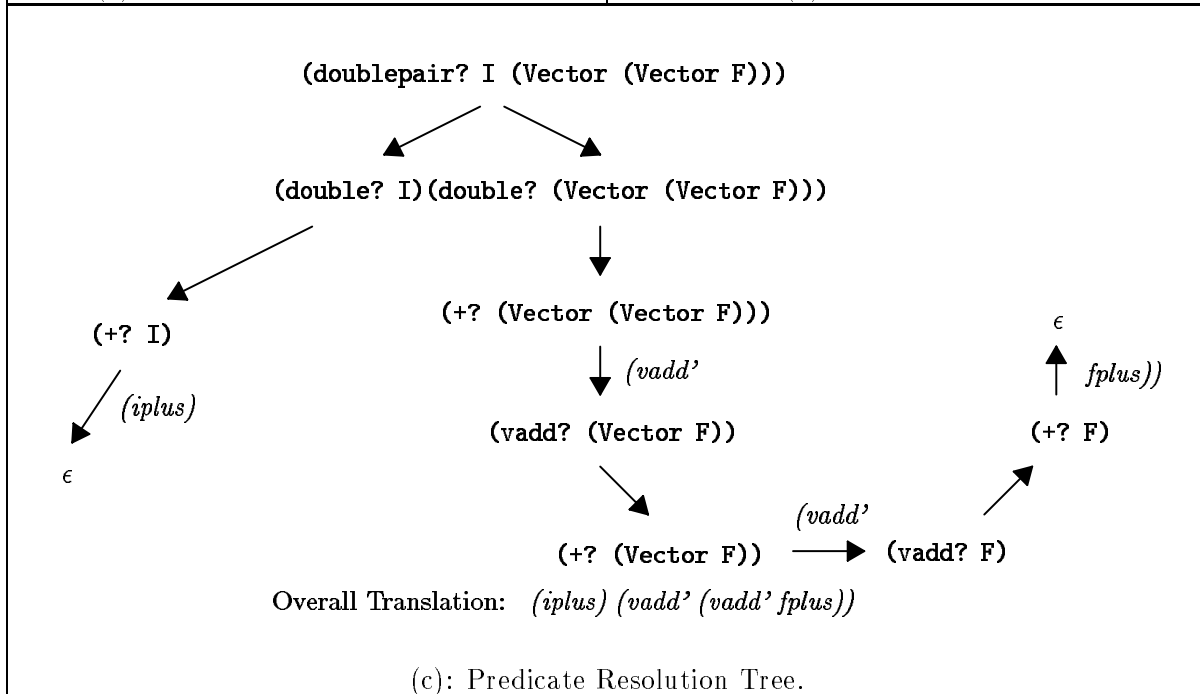 (doublepair? I (Vector (Vector F)))
(double? I)(double? (Vector (Vector F)))
(+? (Vector (Vector F)))
(+? I)
ϵ
(vadd'
fplus))
(iplus)
(vadd? (Vector F))
(+? F)
ϵ
(vadd'
(+? (Vector F))
(vadd? F)
Overall Translation: (iplus) (vadd' (vadd' fplus))
(c): Predicate Resolution Tree.